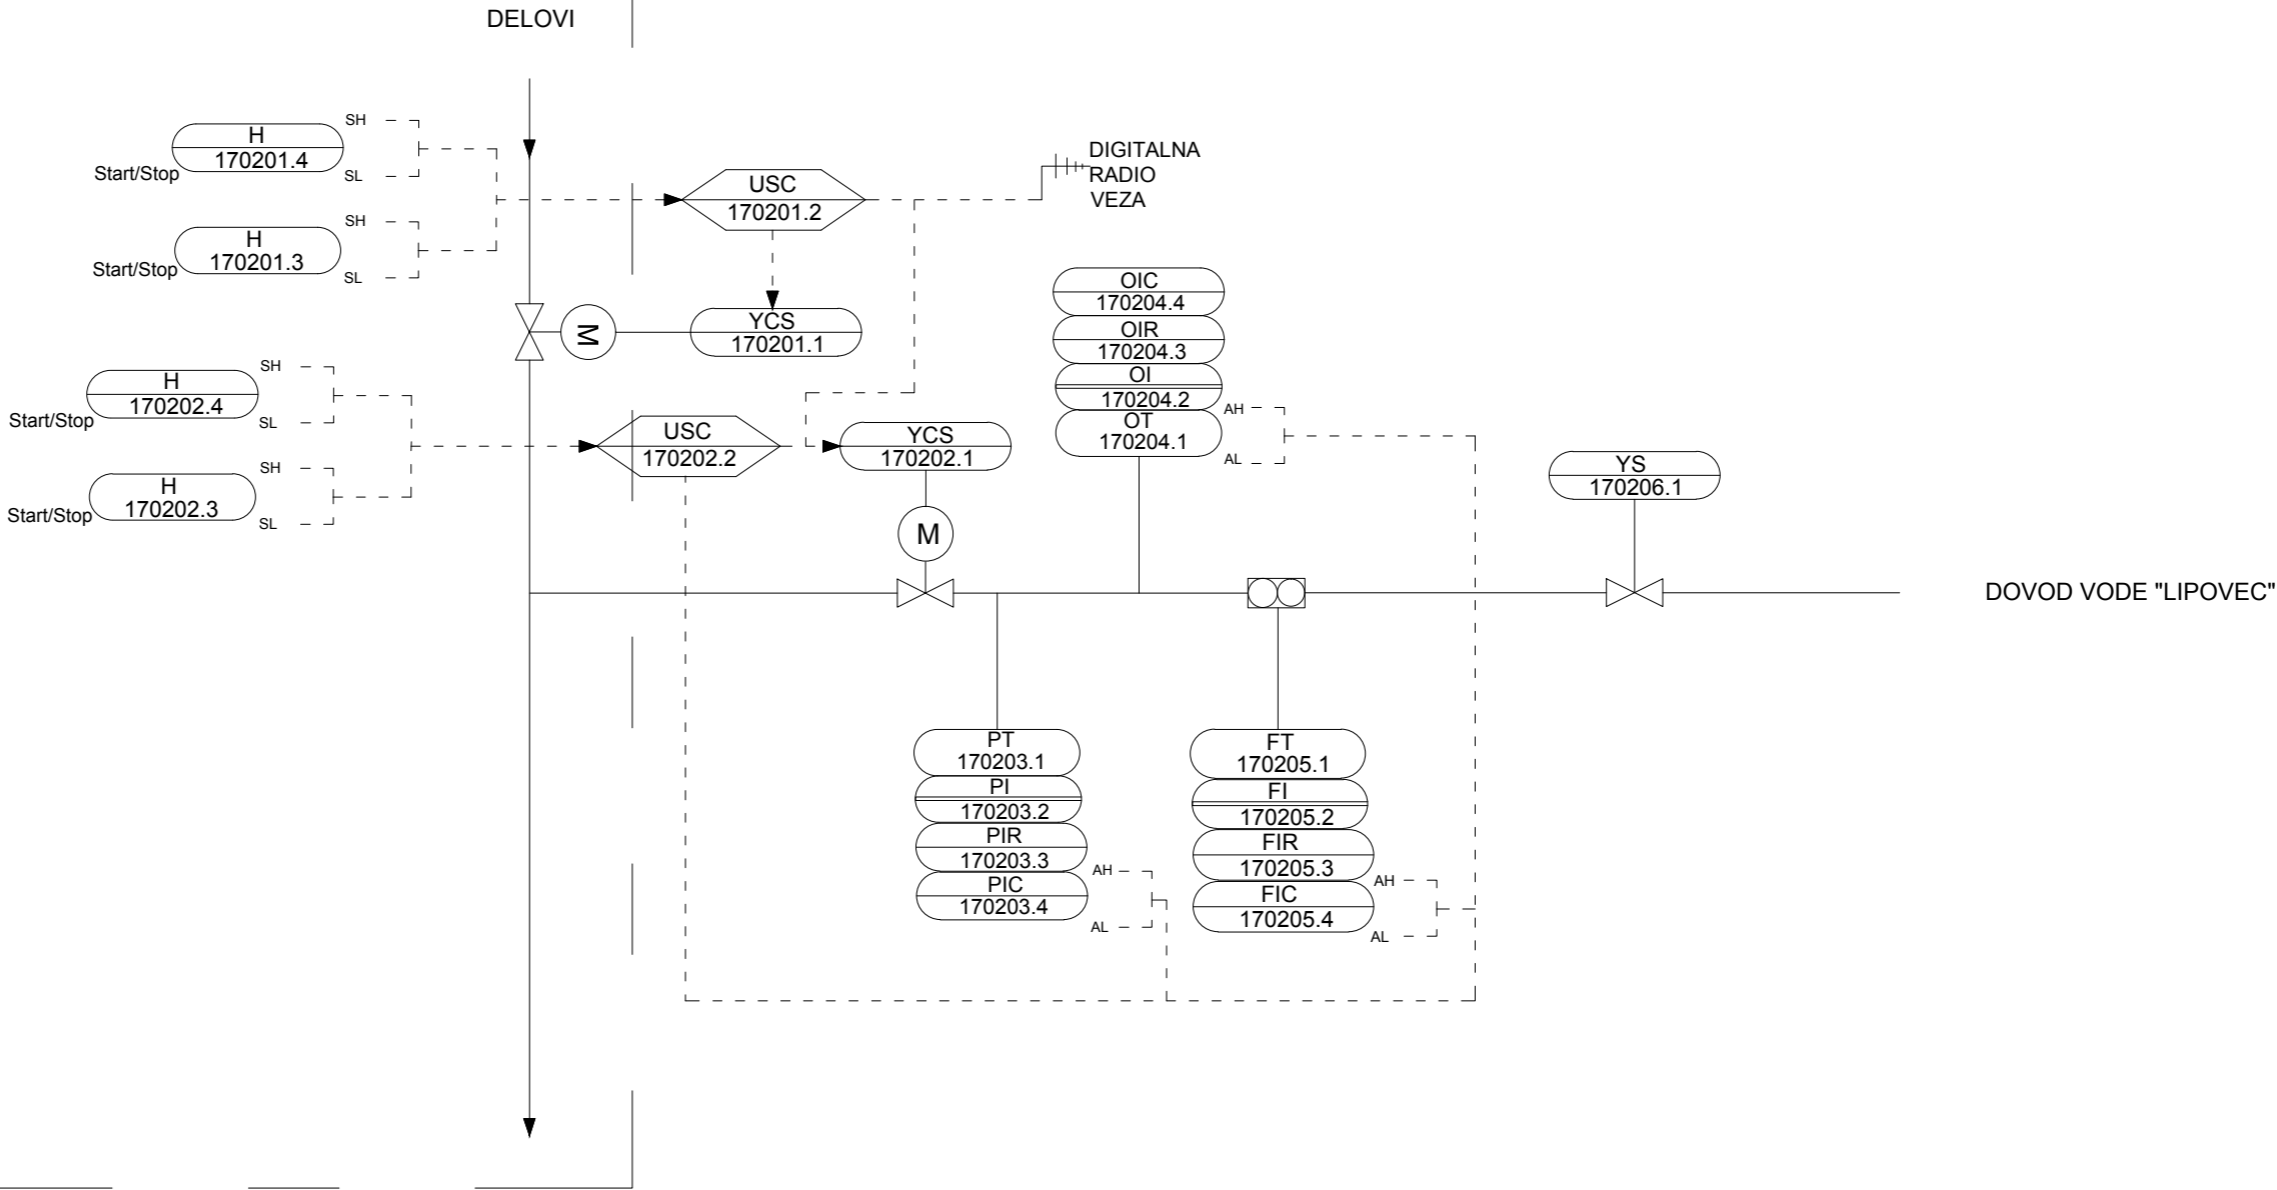 DELOVI
SH
H
170201.4
Start/Stop
SL
SH
H
170201.3
Start/Stop
SL
USC
170201.2
DIGITALNA
RADIO
VEZA
M
YCS
170201.1
SH
H
170202.4
Start/Stop
SL
SH
H
170202.3
Start/Stop
SL
USC
170202.2
YCS
170202.1
M
OIC
170204.4
OIR
170204.3
OI
170204.2
OT
170204.1
AH
AL
YS
170206.1
DOVOD VODE "LIPOVEC"
PT
170203.1
PI
170203.2
PIR
170203.3
PIC
170203.4
AH
AL
FT
170205.1
FI
170205.2
FIR
170205.3
FIC
170205.4
AH
AL